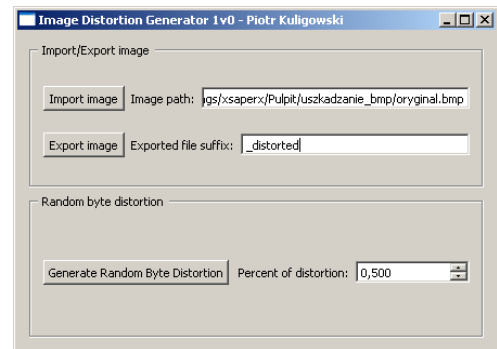 Image Distortion Generator 1v0 - Piotr Kuligowski
Import/Export image
Import image Image path: ngs/xsaperx/Pulpit/uszkadzanie_bmp/oryginal.bmp
Export image Exported file suffix: _distorted
Random byte distortion
Generate Random Byte Distortion Percent of distortion: 0,500